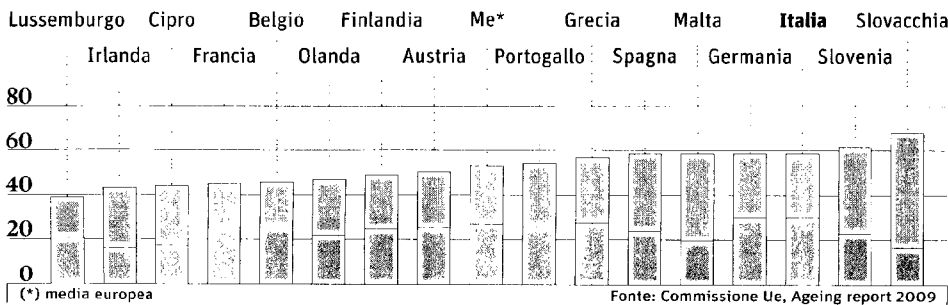 Lussemburgo Cipro Belgio Finlandia Me* Grecia Malta Italia Slovacchia
Irlanda Francia Olanda Austria Portogallo Spagna Germania Slovenia
80
60
40
20
0
(*) media europea Fonte: Commissione Ue, Ageing report 2009